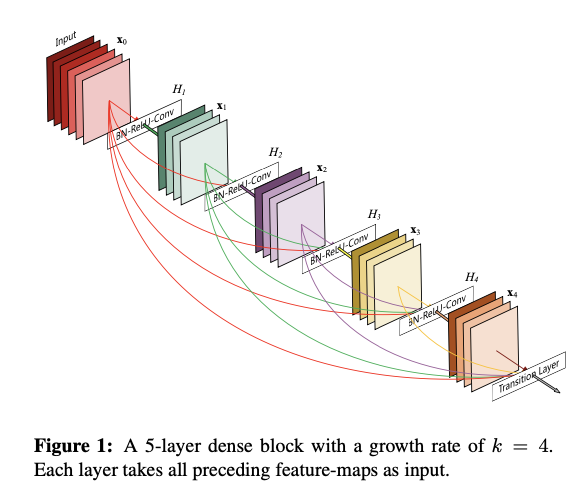 Input
x₀
H₁
BN-ReLU-Conv
x₁
H₂
BN-ReLU-Conv
x₂
H₃
BN-ReLU-Conv
x₃
H₄
BN-ReLU-Conv
x₄
Transition Layer
Figure 1: A 5-layer dense block with a growth rate of k = 4.
Each layer takes all preceding feature-maps as input.